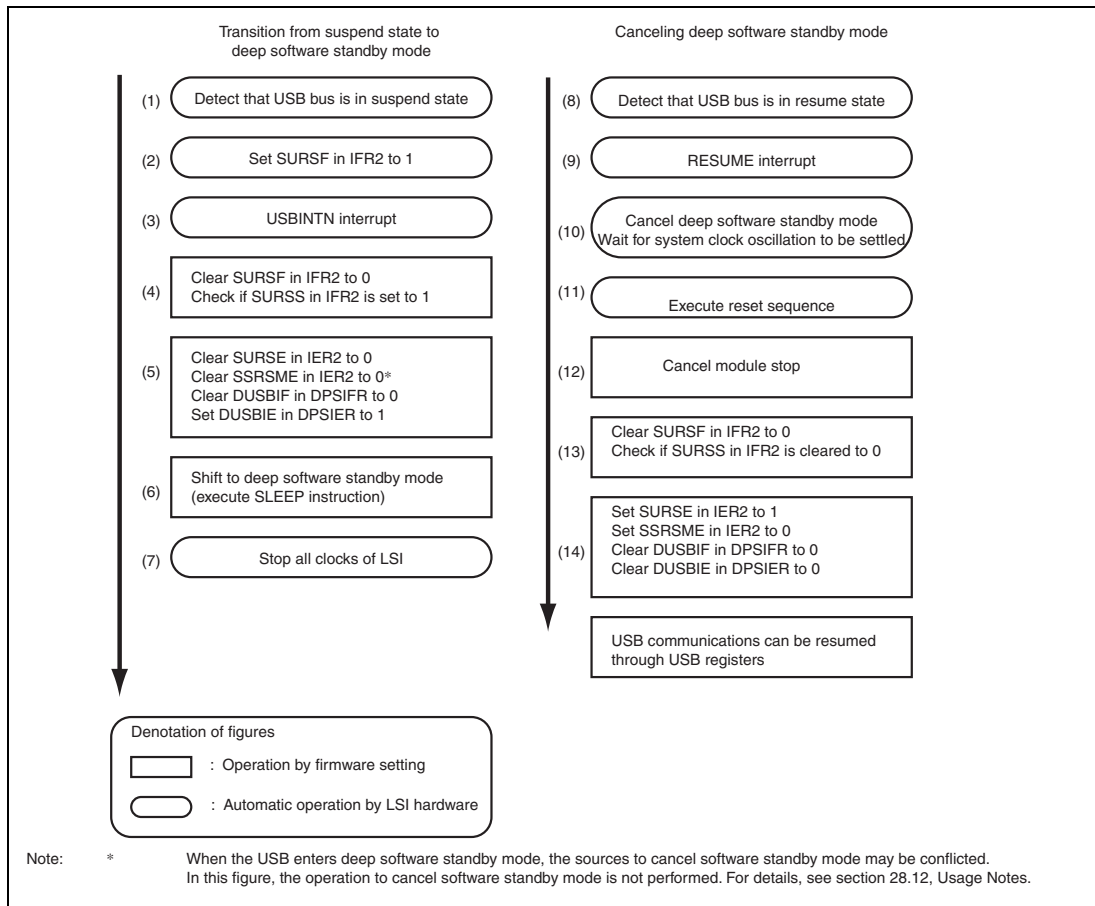 Transition from suspend state to
deep software standby mode
(1) Detect that USB bus is in suspend state
(2) Set SURSF in IFR2 to 1
(3) USBINTN interrupt
(4) Clear SURSF in IFR2 to 0
Check if SURSS in IFR2 is set to 1
(5) Clear SURSE in IER2 to 0
Clear SSRSME in IER2 to 0*
Clear DUSBIF in DPSIFR to 0
Set DUSBIE in DPSIER to 1
(6) Shift to deep software standby mode
(execute SLEEP instruction)
(7) Stop all clocks of LSI
Canceling deep software standby mode
(8) Detect that USB bus is in resume state
(9) RESUME interrupt
(10) Cancel deep software standby mode
Wait for system clock oscillation to be settled
(11) Execute reset sequence
(12) Cancel module stop
(13) Clear SURSF in IFR2 to 0
Check if SURSS in IFR2 is cleared to 0
(14) Set SURSE in IER2 to 1
Set SSRSME in IER2 to 0
Clear DUSBIF in DPSIFR to 0
Clear DUSBIE in DPSIER to 0
USB communications can be resumed
through USB registers
Denotation of figures
: Operation by firmware setting
: Automatic operation by LSI hardware
Note: * When the USB enters deep software standby mode, the sources to cancel software standby mode may be conflicted.
In this figure, the operation to cancel software standby mode is not performed. For details, see section 28.12, Usage Notes.